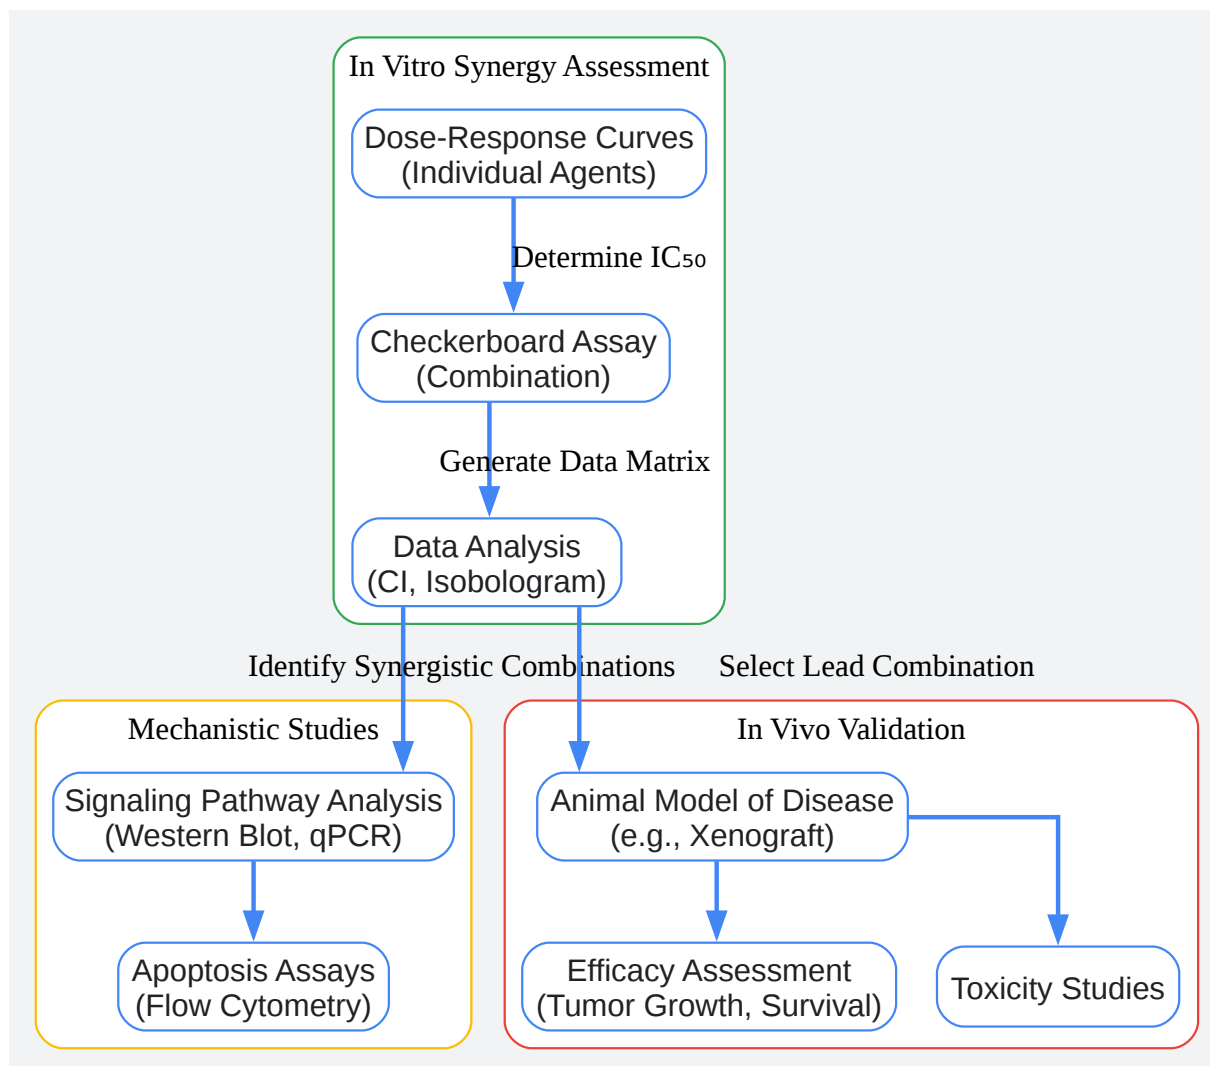 In Vitro Synergy Assessment
Dose-Response Curves
(Individual Agents)
Determine IC₅₀
Checkerboard Assay
(Combination)
Generate Data Matrix
Data Analysis
(CI, Isobologram)
Identify Synergistic Combinations
Select Lead Combination
Mechanistic Studies
Signaling Pathway Analysis
(Western Blot, qPCR)
Apoptosis Assays
(Flow Cytometry)
In Vivo Validation
Animal Model of Disease
(e.g., Xenograft)
Efficacy Assessment
(Tumor Growth, Survival)
Toxicity Studies